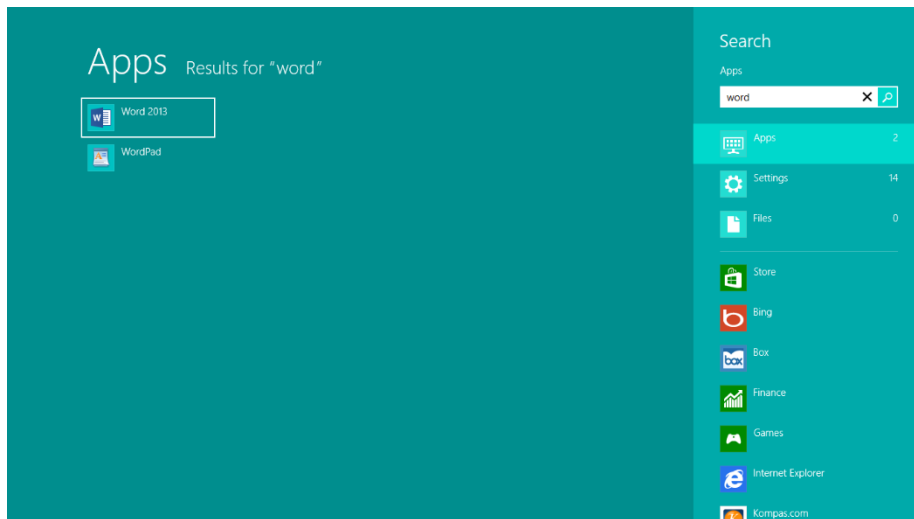 Apps Results for "word"
Word 2013
WordPad
Search
Apps
word
Apps 2
Settings 14
Files 0
Store
Bing
box
Box
Finance
Games
Internet Explorer
Kompas.com